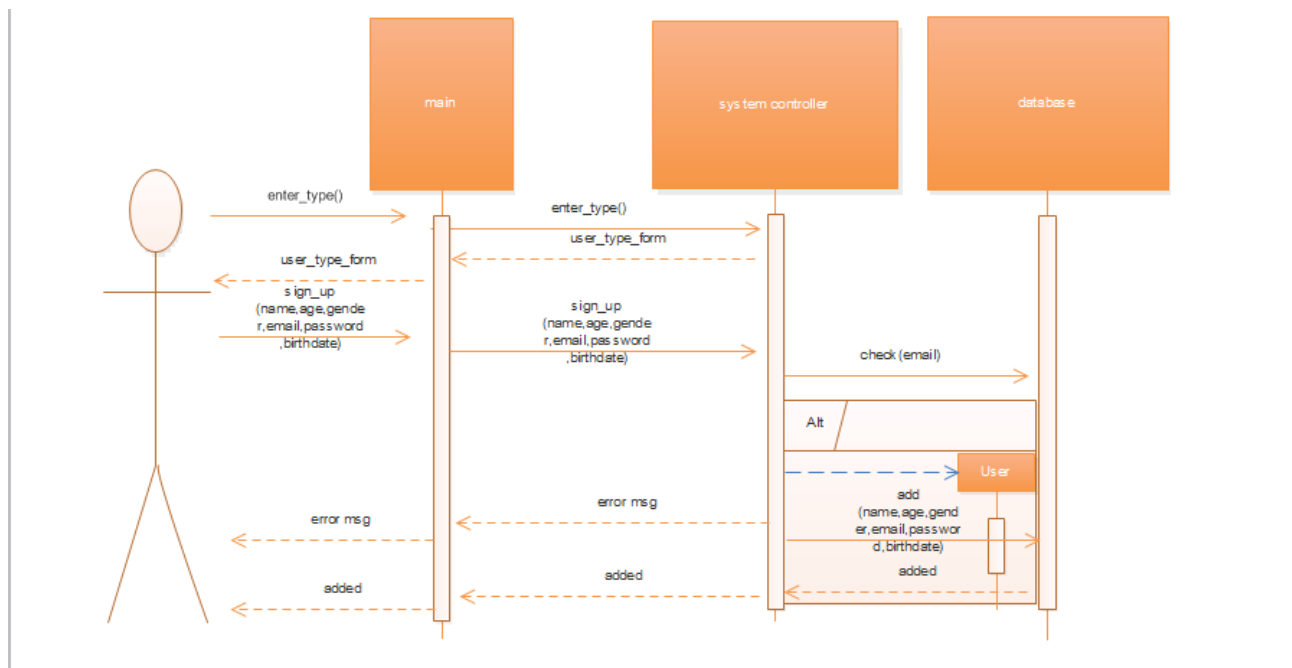 main
system controller
database
enter_type()
enter_type()
user_type_form
user_type_form
sign_up
(name,age,gende
r,email,password
,birthdate)
sign_up
(name,age,gende
r,email,password
,birthdate)
check(email)
Alt
User
add
(name,age,gend
er,email,passwor
d,birthdate)
error msg
error msg
added
added
added